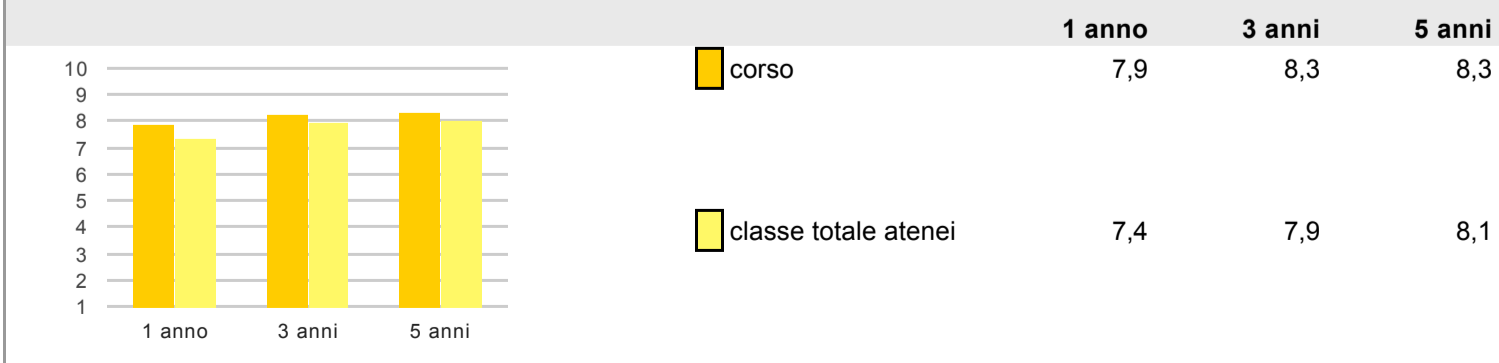 1 anno 3 anni 5 anni
10
9
8
7
6
5
4
3
2
1
1 anno 3 anni 5 anni
corso 7,9 8,3 8,3
classe totale atenei 7,4 7,9 8,1